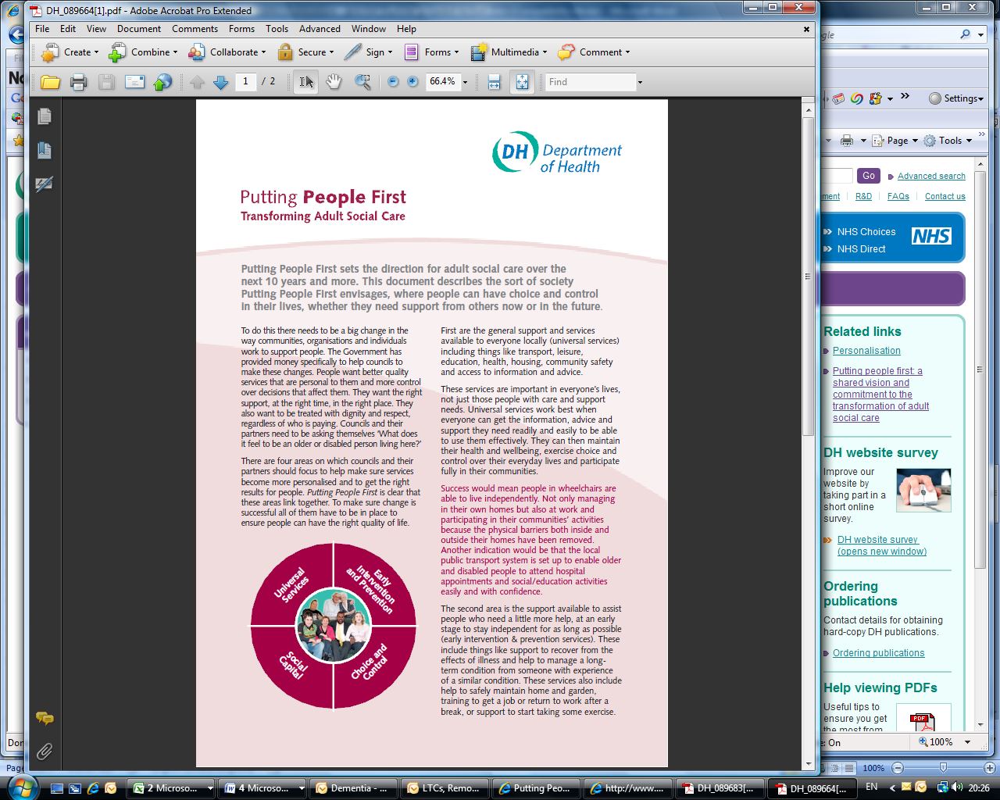 DH_089664[1].pdf - Adobe Acrobat Pro Extended
File Edit View Document Comments Forms Tools Advanced Window Help
Create Combine Collaborate Secure Sign Forms Multimedia Comment
1 / 2 66.4% Find
DH Department
of Health
Putting People First
Transforming Adult Social Care
Putting People First sets the direction for adult social care over the
next 10 years and more. This document describes the sort of society
Putting People First envisages, where people can have choice and control
in their lives, whether they need support from others now or in the future.
To do this there needs to be a big change in the
way communities, organisations and individuals
work to support people. The Government has
provided money specifically to help councils to
make these changes. People want better quality
services that are personal to them and more control
over decisions that affect them. They want the right
support, at the right time, in the right place. They
also want to be treated with dignity and respect,
regardless of who is paying. Councils and their
partners need to be asking themselves ‘What does
it feel to be an older or disabled person living here?’
There are four areas on which councils and their
partners should focus to help make sure services
become more personalised and to get the right
results for people. Putting People First is clear that
these areas link together. To make sure change is
successful all of them have to be in place to
ensure people can have the right quality of life.
Universal
Services
Early
Intervention
and Prevention
Social
Capital
Choice and
Control
First are the general support and services
available to everyone locally (universal services)
including things like transport, leisure,
education, health, housing, community safety
and access to information and advice.
These services are important in everyone’s lives,
not just those people with care and support
needs. Universal services work best when
everyone can get the information, advice and
support they need readily and easily to be able
to use them effectively. They can then maintain
their health and wellbeing, exercise choice and
control over their everyday lives and participate
fully in their communities.
Success would mean people in wheelchairs are
able to live independently. Not only managing
in their own homes but also at work and
participating in their communities’ activities
because the physical barriers both inside and
outside their homes have been removed.
Another indication would be that the local
public transport system is set up to enable older
and disabled people to attend hospital
appointments and social/education activities
easily and with confidence.
The second area is the support available to assist
people who need a little more help, at an early
stage to stay independent for as long as possible
(early intervention & prevention services). These
include things like support to recover from the
effects of illness and help to manage a long-
term condition from someone with experience
of a similar condition. These services also include
help to safely maintain home and garden,
training to get a job or return to work after a
break, or support to start taking some exercise.
Settings
Page Tools
Go Advanced search
R&D FAQs Contact us
NHS Choices
NHS Direct
NHS
Related links
Personalisation
Putting people first: a
shared vision and
commitment to the
transformation of adult
social care
DH website survey
Improve our
website by
taking part in a
short online
survey.
DH website survey
(opens new window)
Ordering
publications
Contact details for obtaining
hard-copy DH publications.
Ordering publications
Help viewing PDFs
Useful tips to
ensure you get
the most from
PDF
: On 100%
100%
2 Microso... 4 Microso... Dementia - ... LTCs, Remo... Putting Peo... http://www.... DH_089683[... DH_089664[... EN 20:26